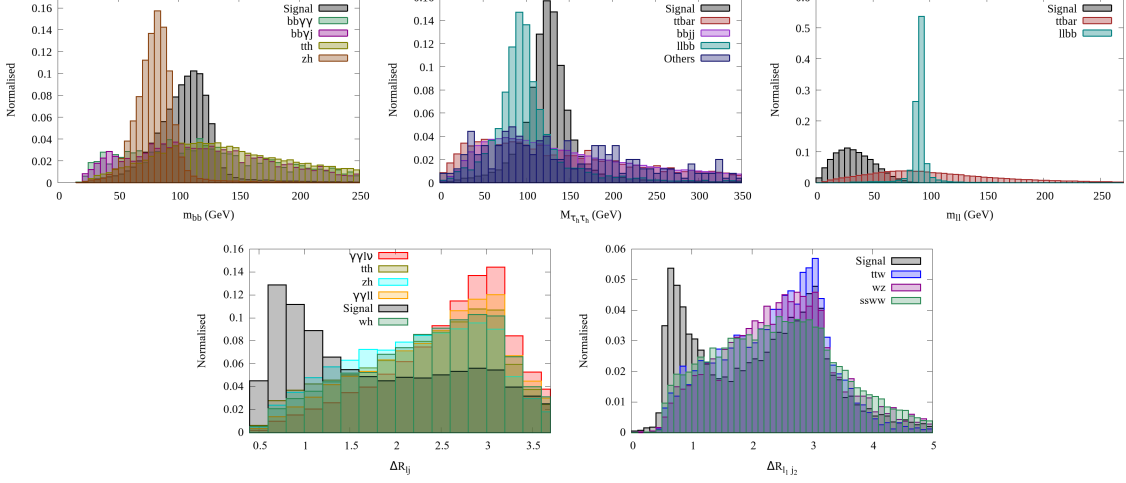 0.16
0.14
0.12
0.1
0.08
0.06
0.04
0.02
0
Normalised
Signal
bbγγ
bbγj
tth
zh
0 50 100 150 200 250
m_bb (GeV)
0.16
0.14
0.12
0.1
0.08
0.06
0.04
0.02
0
Normalised
Signal
ttbar
bbjj
llbb
Others
0 50 100 150 200 250 300 350
M_τ_hτ_h (GeV)
0.5
0.4
0.3
0.2
0.1
0
Normalised
Signal
ttbar
llbb
0 50 100 150 200 250
m_ll (GeV)
0.16
0.14
0.12
0.1
0.08
0.06
0.04
0.02
0
Normalised
γγlν
tth
zh
γγll
Signal
wh
0.5 1 1.5 2 2.5 3 3.5
ΔR_lj
0.06
0.05
0.04
0.03
0.02
0.01
0
Normalised
Signal
ttw
wz
ssww
0 1 2 3 4 5
ΔR_l_1 j_2